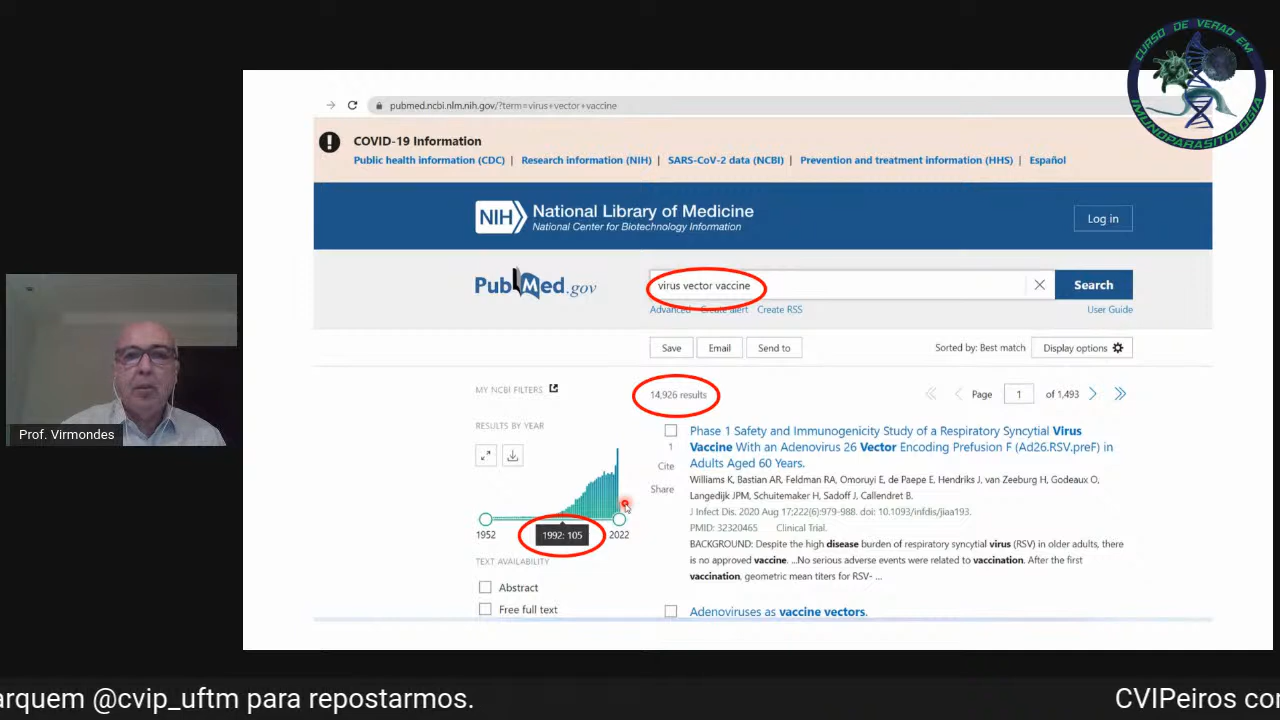 CURSO DE VERÃO EM
IMUNOPARASITOLOGIA
pubmed.ncbi.nlm.nih.gov/?term=virus+vector+vaccine
COVID-19 Information
Public health information (CDC) | Research information (NIH) | SARS-CoV-2 data (NCBI) | Prevention and treatment information (HHS) | Español
NIH National Library of Medicine
National Center for Biotechnology Information
Log in
PubMed.gov
virus vector vaccine
Search
Advanced Create alert Create RSS
User Guide
Save Email Send to
Sorted by: Best match Display options
MY NCBI FILTERS
14,926 results
Page 1 of 1,493
RESULTS BY YEAR
1952
1992: 105
2022
TEXT AVAILABILITY
Abstract
Free full text
1
Cite
Share
Phase 1 Safety and Immunogenicity Study of a Respiratory Syncytial Virus
Vaccine With an Adenovirus 26 Vector Encoding Prefusion F (Ad26.RSV.preF) in
Adults Aged 60 Years.
Williams K, Bastian AR, Feldman RA, Omoruyi E, de Paepe E, Hendriks J, van Zeeburg H, Godeaux O,
Langedijk JPM, Schuitemaker H, Sadoff J, Callendret B.
J Infect Dis. 2020 Aug 17;222(6):979-988. doi: 10.1093/infdis/jiaa193.
PMID: 32320465 Clinical Trial.
BACKGROUND: Despite the high disease burden of respiratory syncytial virus (RSV) in older adults, there
is no approved vaccine. ...No serious adverse events were related to vaccination. After the first
vaccination, geometric mean titers for RSV- ...
Adenoviruses as vaccine vectors.
Prof. Virmondes
arquem @cvip_uftm para repostarmos.
CVIPeiros con